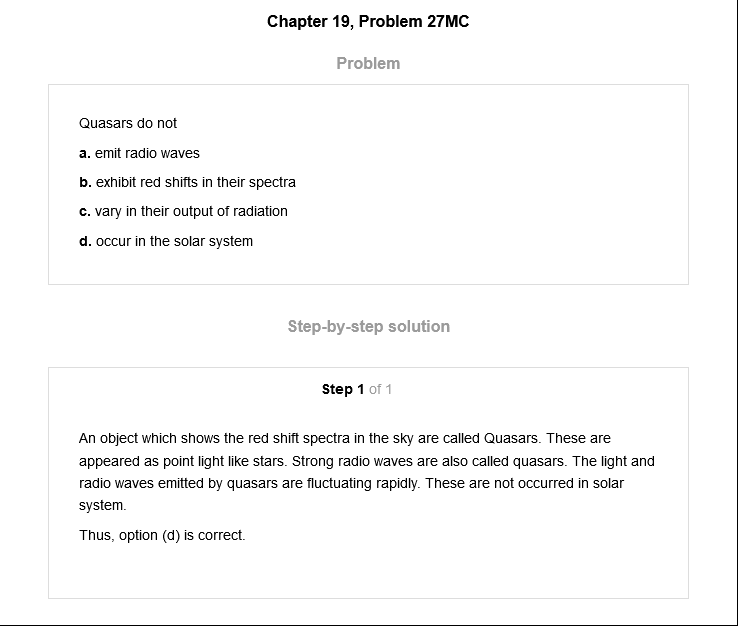 Chapter 19, Problem 27MC
Problem
Quasars do not
a. emit radio waves
b. exhibit red shifts in their spectra
c. vary in their output of radiation
d. occur in the solar system
Step-by-step solution
Step 1 of 1
An object which shows the red shift spectra in the sky are called Quasars. These are
appeared as point light like stars. Strong radio waves are also called quasars. The light and
radio waves emitted by quasars are fluctuating rapidly. These are not occurred in solar
system.
Thus, option (d) is correct.